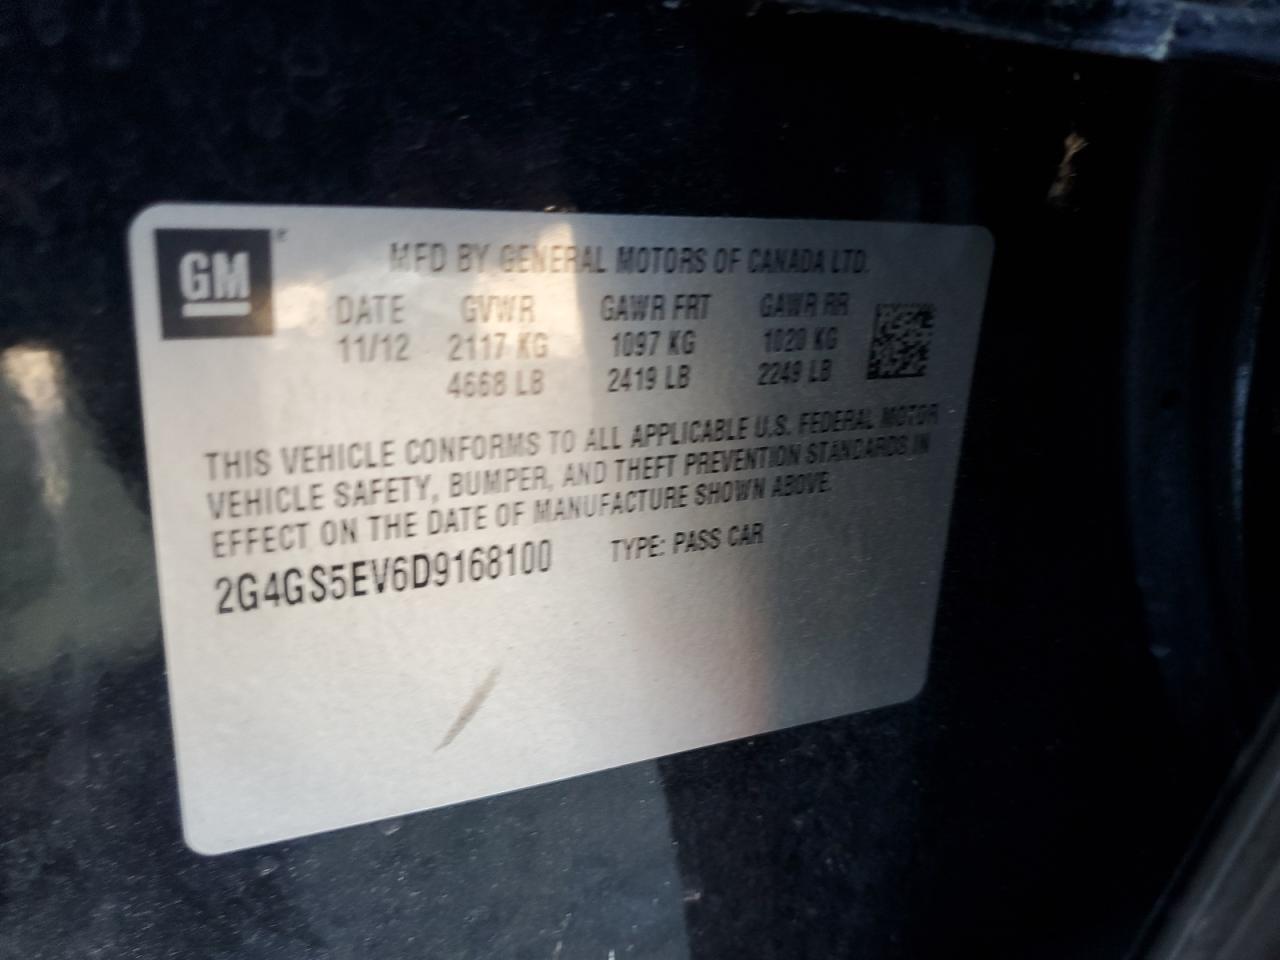 GM
MFD BY GENERAL MOTORS OF CANADA LTD.
DATE GVWR GAWR FRT GAWR RR
11/12 2117 KG 1097 KG 1020 KG
4668 LB 2419 LB 2249 LB
THIS VEHICLE CONFORMS TO ALL APPLICABLE U.S. FEDERAL MOTOR
VEHICLE SAFETY, BUMPER, AND THEFT PREVENTION STANDARDS IN
EFFECT ON THE DATE OF MANUFACTURE SHOWN ABOVE.
2G4GS5EV6D9168100 TYPE: PASS CAR